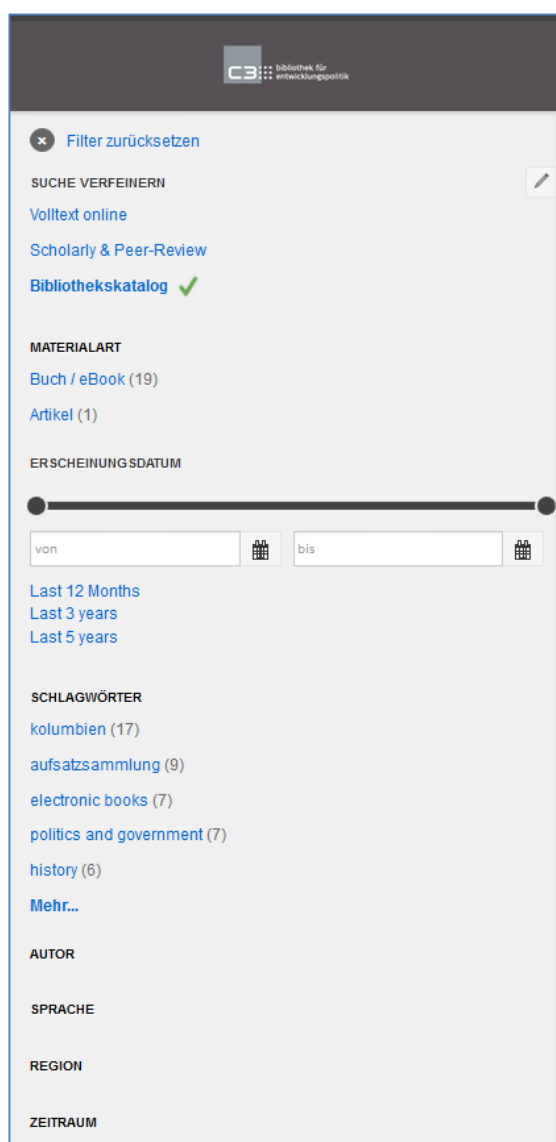 C3 bibliothek für
entwicklungspolitik
Filter zurücksetzen
SUCHE VERFEINERN
Volltext online
Scholarly & Peer-Review
Bibliothekskatalog
MATERIALART
Buch / eBook (19)
Artikel (1)
ERSCHEINUNGSDATUM
von bis
Last 12 Months
Last 3 years
Last 5 years
SCHLAGWÖRTER
kolumbien (17)
aufsatzsammlung (9)
electronic books (7)
politics and government (7)
history (6)
Mehr...
AUTOR
SPRACHE
REGION
ZEITRAUM